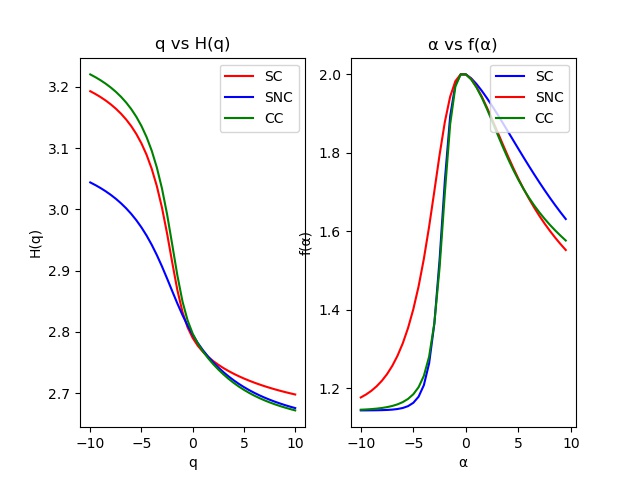 q vs H(q)
3.2
3.1
3.0
2.9
2.8
2.7
H(q)
SC
SNC
CC
−10
−5
0
5
10
q
α vs f(α)
2.0
1.8
1.6
1.4
1.2
f(α)
SC
SNC
CC
−10
−5
0
5
10
α